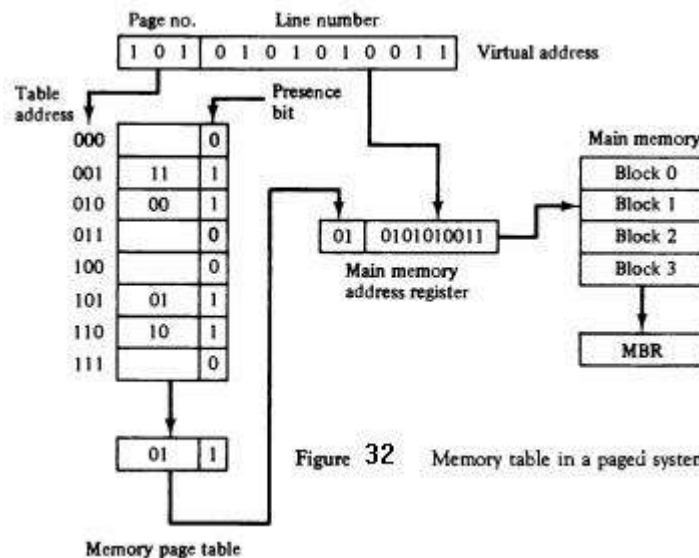 Page no. Line number
1 0 1 0 1 0 1 0 1 0 0 1 1 Virtual address
Table
address
Presence
bit
000 0
001 11 1
010 00 1
011 0
100 0
101 01 1
110 10 1
111 0
01 1
Memory page table
01 0101010011
Main memory
address register
Main memory
Block 0
Block 1
Block 2
Block 3
MBR
Figure 32 Memory table in a paged system